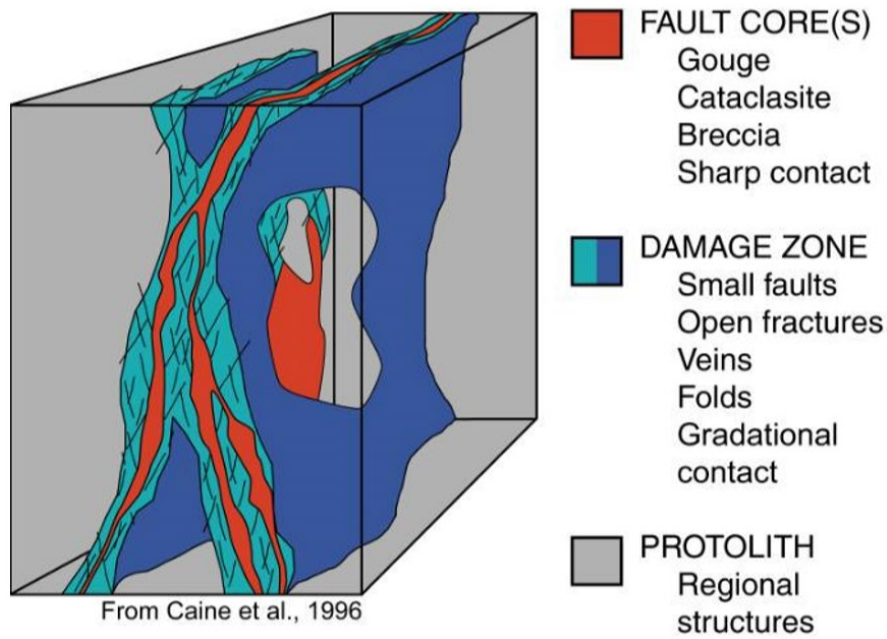 FAULT CORE(S)
Gouge
Cataclasite
Breccia
Sharp contact
DAMAGE ZONE
Small faults
Open fractures
Veins
Folds
Gradational
contact
PROTOLITH
Regional
structures
From Caine et al., 1996